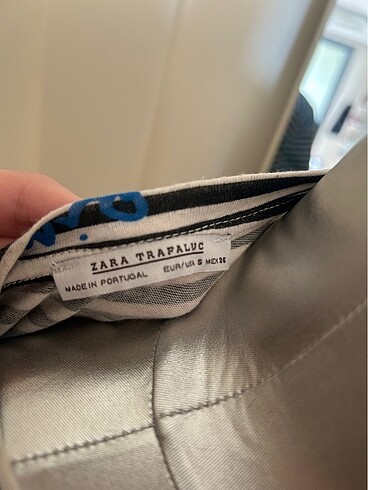 ZARA TRAFALUC
MADE IN PORTUGAL EUR/USA S MEX 26